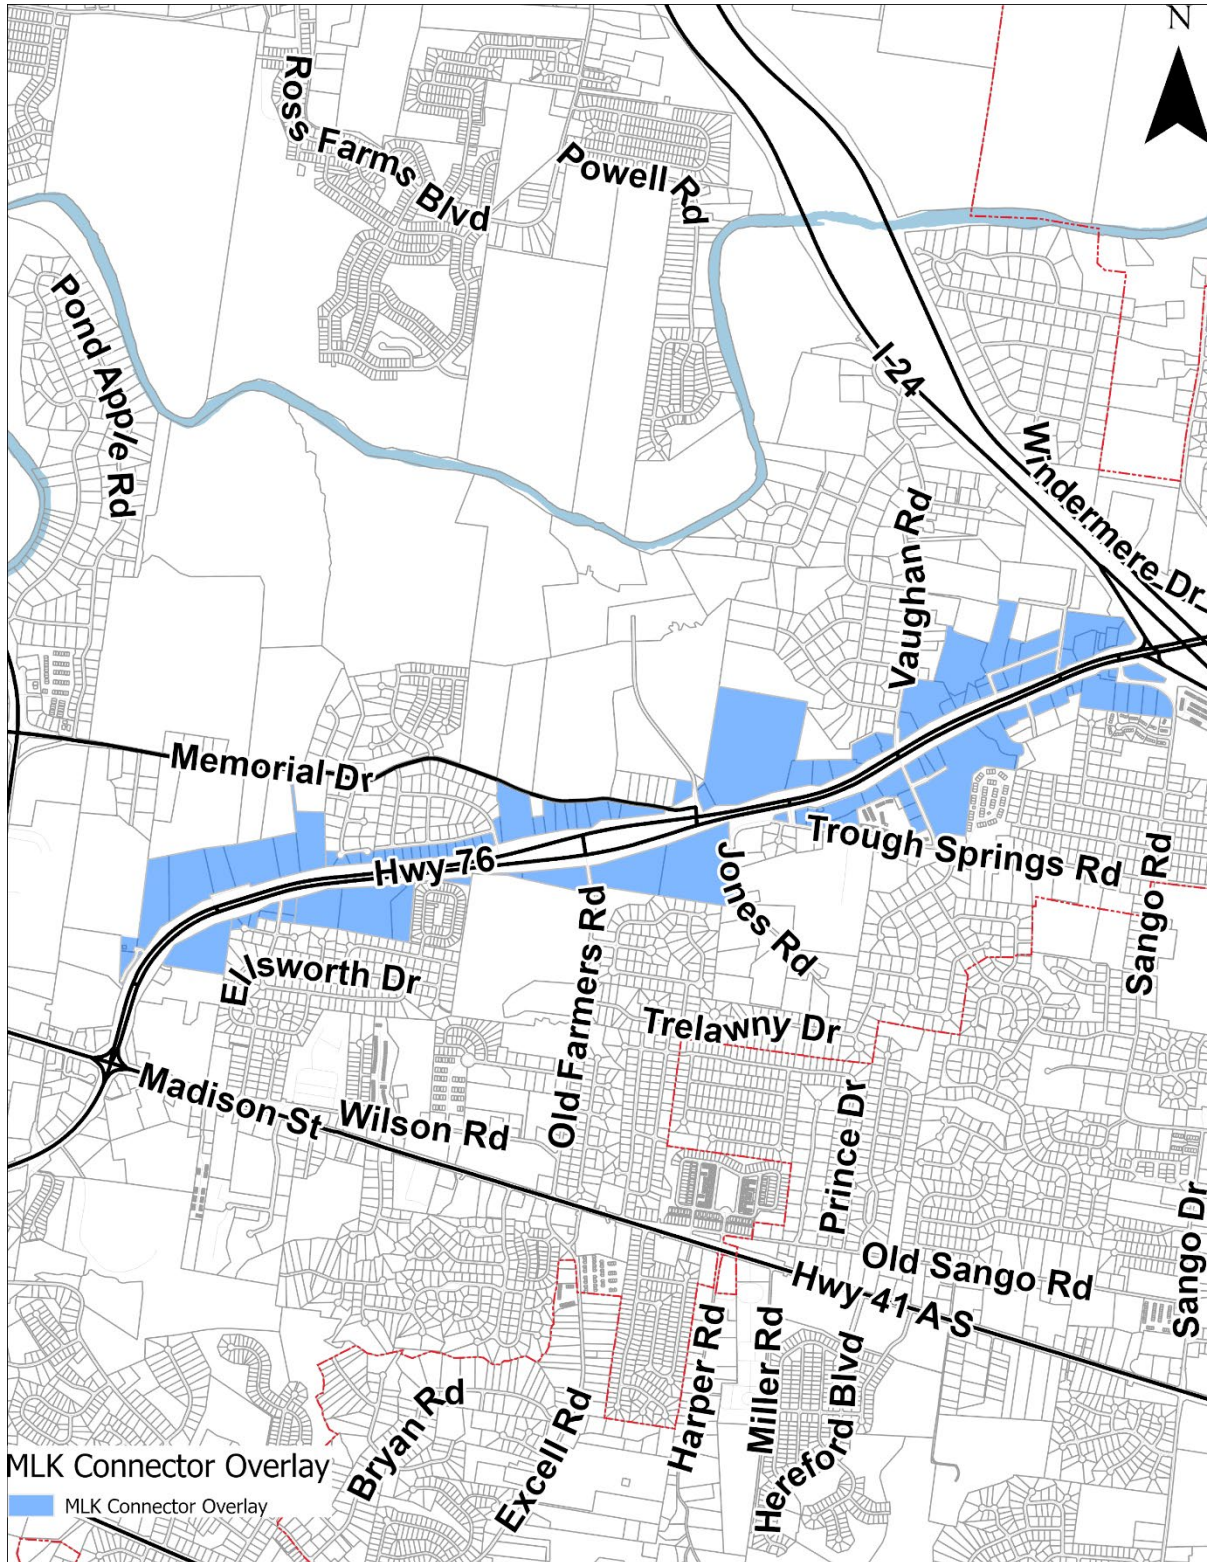 N
Ross Farms Blvd
Powell Rd
Pond Apple Rd
I-24
Windermere Dr
Vaughan Rd
Memorial Dr
Hwy 76
Trough Springs Rd
Jones Rd
Sango Rd
Ellsworth Dr
Old Farmers Rd
Trelawny Dr
Madison St
Wilson Rd
Prince Dr
Sango Dr
Old Sango Rd
Hwy 41-A S
Harper Rd
Miller Rd
Hereford Blvd
Bryan Rd
Excell Rd
MLK Connector Overlay
MLK Connector Overlay